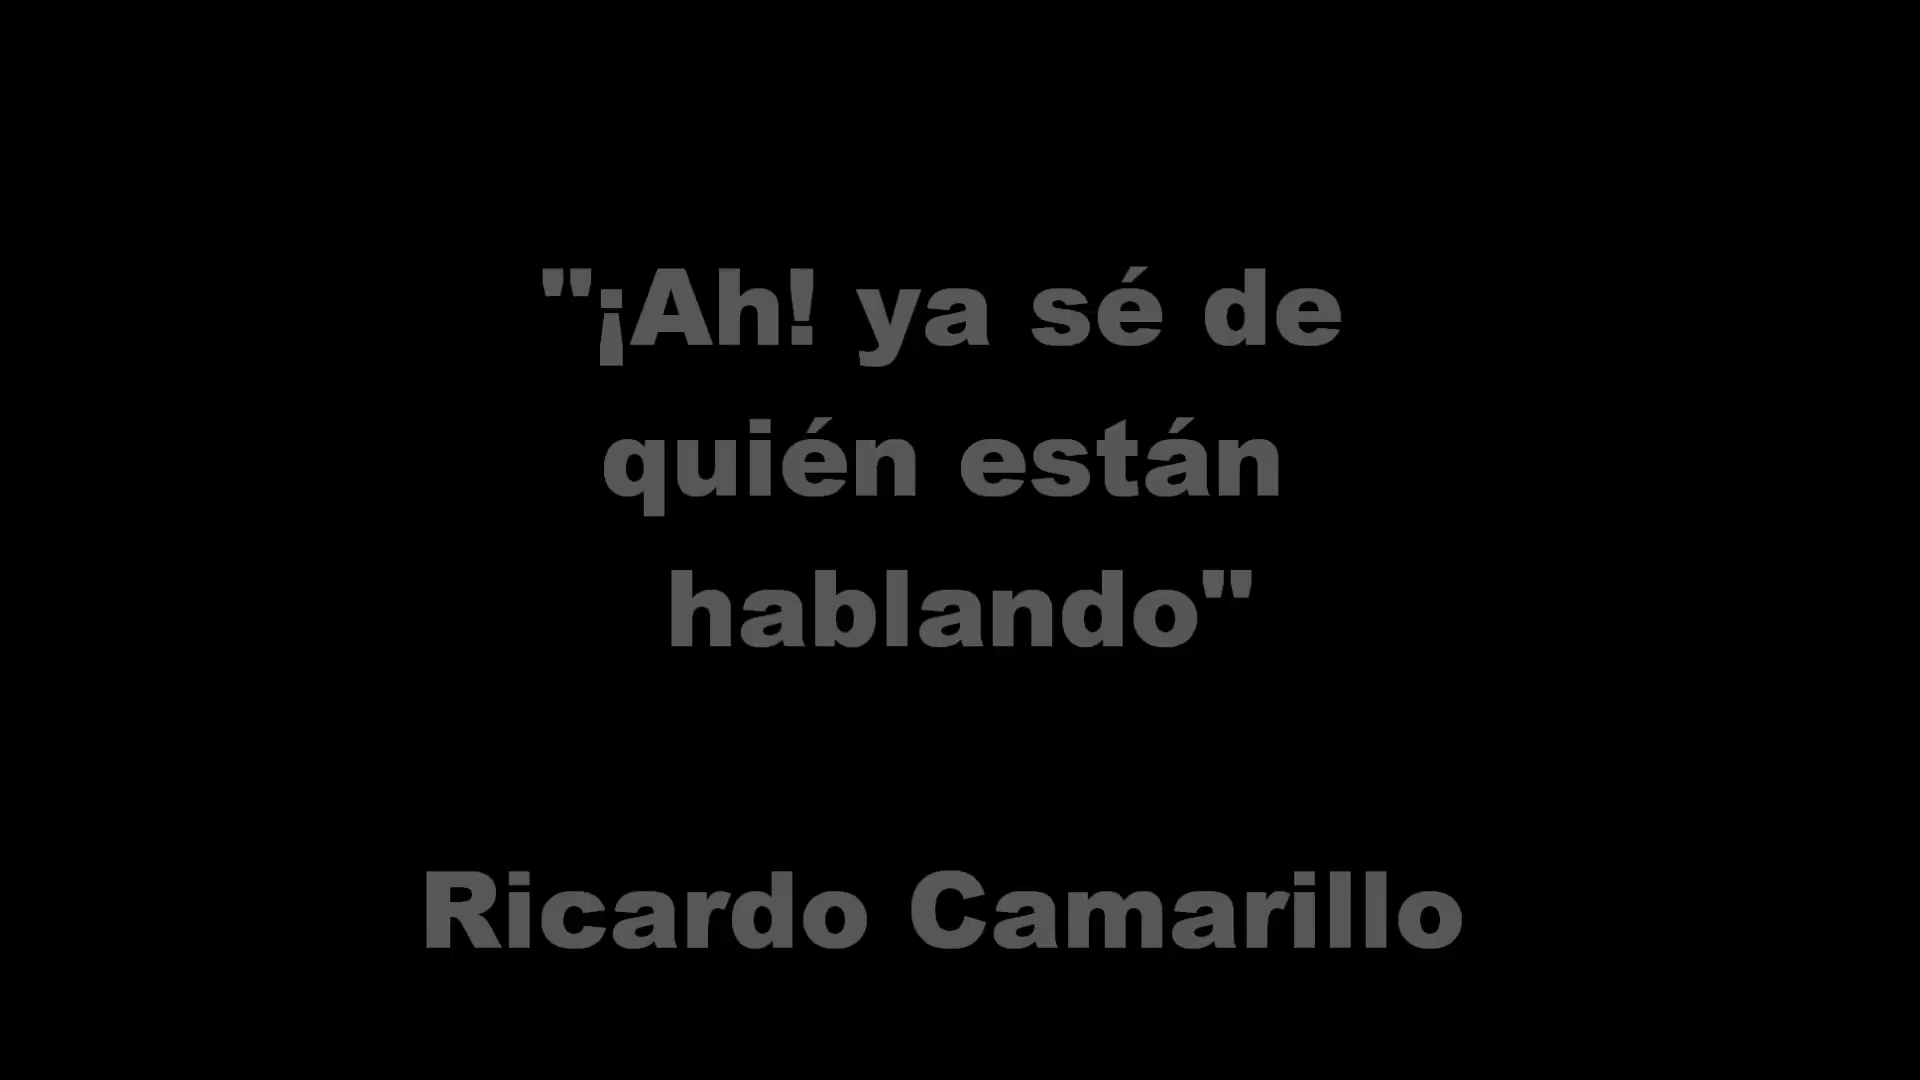 "¡Ah! ya sé de
quién están
hablando"
Ricardo Camarillo